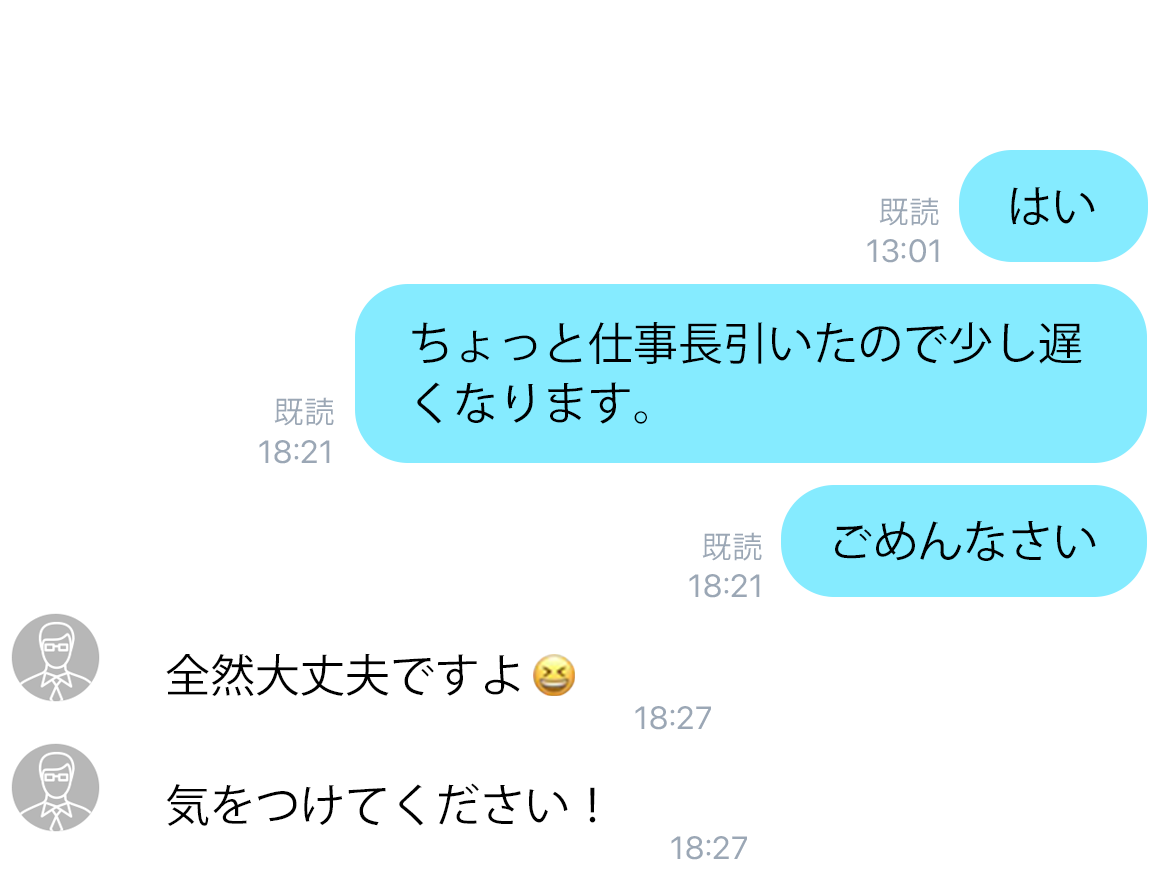 はい
既読
13:01
ちょっと仕事長引いたので少し遅
くなります。
既読
18:21
ごめんなさい
既読
18:21
全然大丈夫ですよ😆
18:27
気をつけてください！
18:27